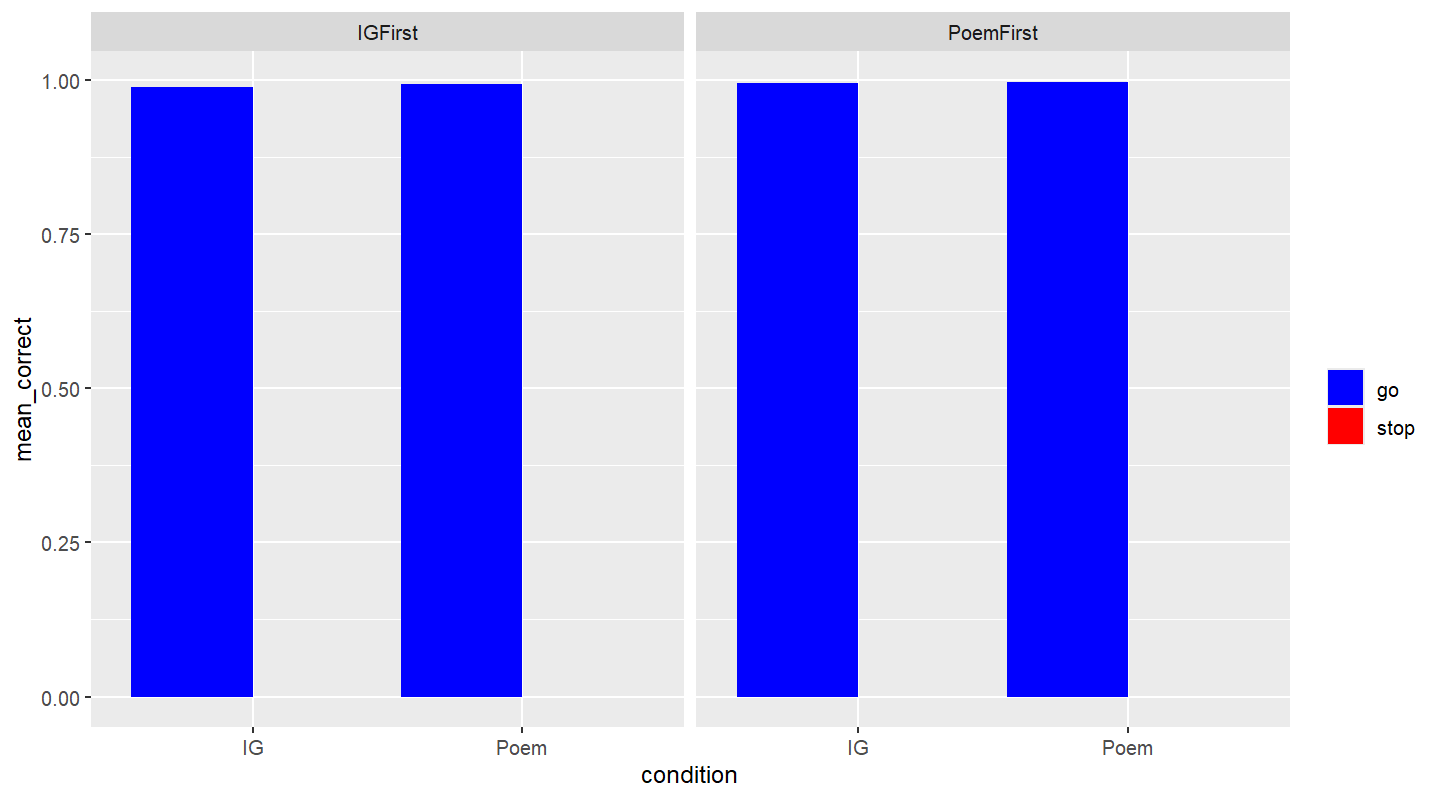 IGFirst PoemFirst
1.00
0.75
0.50
0.25
0.00
mean_correct
IG Poem IG Poem
condition
go
stop